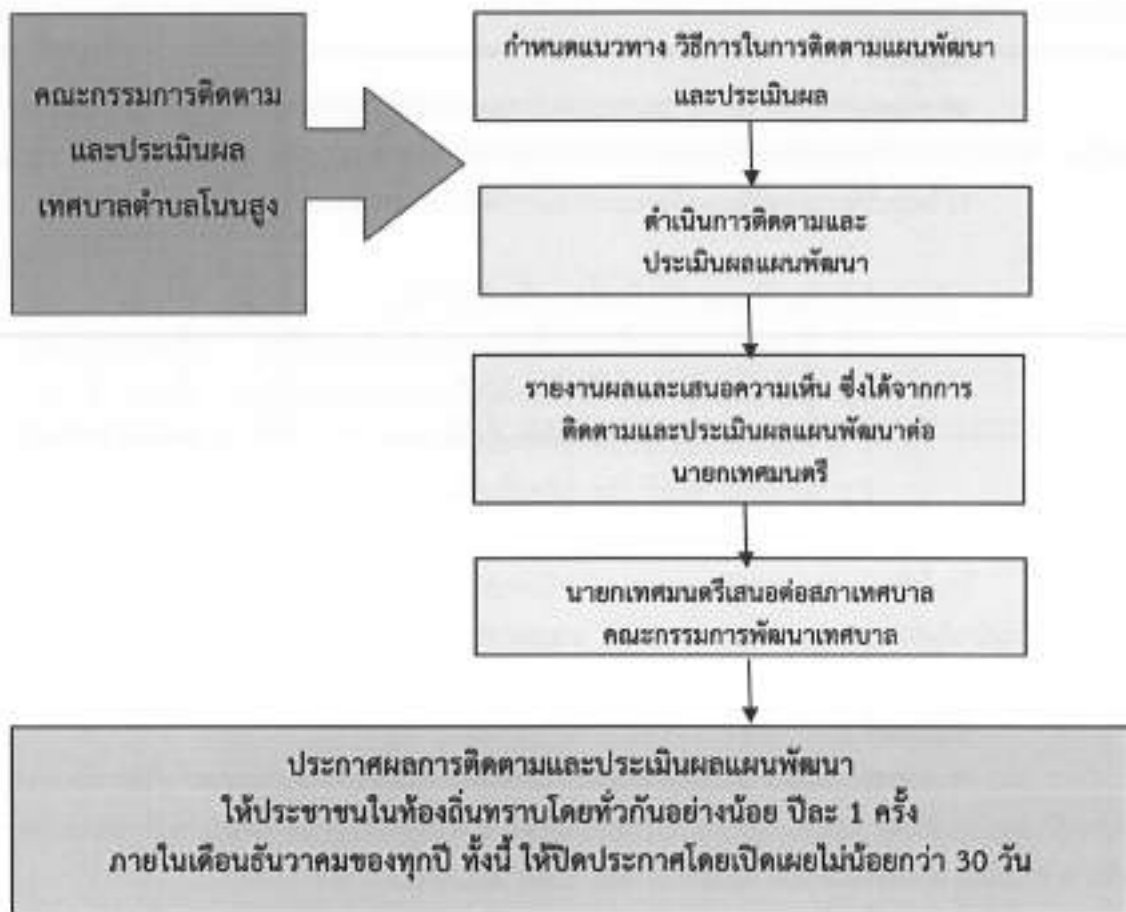 คณะกรรมการติดตาม
และประเมินผล
เทศบาลตำบลโนนสูง
กำหนดแนวทาง วิธีการในการติดตามแผนพัฒนา
และประเมินผล
ดำเนินการติดตามและ
ประเมินผลแผนพัฒนา
รายงานผลและเสนอความเห็น ซึ่งได้จากการ
ติดตามและประเมินผลแผนพัฒนาต่อ
นายกเทศมนตรี
นายกเทศมนตรีเสนอต่อสภาเทศบาล
คณะกรรมการพัฒนาเทศบาล
ประกาศผลการติดตามและประเมินผลแผนพัฒนา
ให้ประชาชนในท้องถิ่นทราบโดยทั่วกันอย่างน้อย ปีละ 1 ครั้ง
ภายในเดือนธันวาคมของทุกปี ทั้งนี้ ให้ปิดประกาศโดยเปิดเผยไม่น้อยกว่า 30 วัน